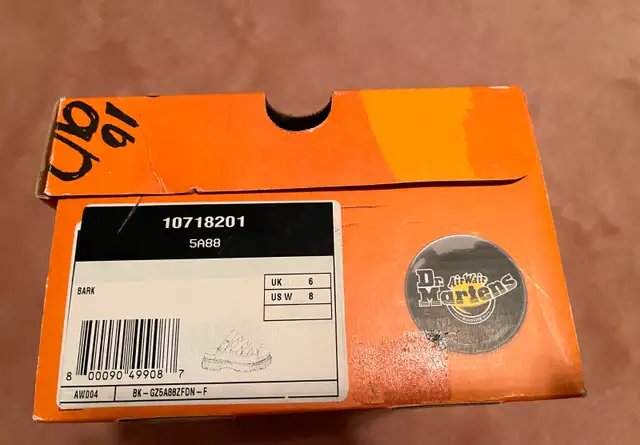 10718201
5A88
BARK
UK 6
US W 8
8 00090 49908 7
AW004 BK-GZ5A88ZFDN-F
Dr.
AirWair
Martens